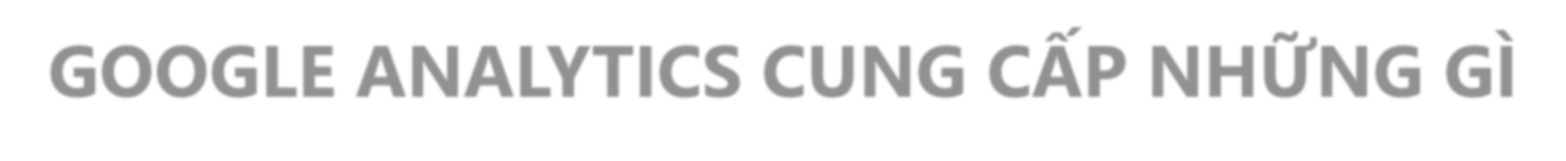 GOOGLE ANALYTICS CUNG CẤP NHỮNG GÌ